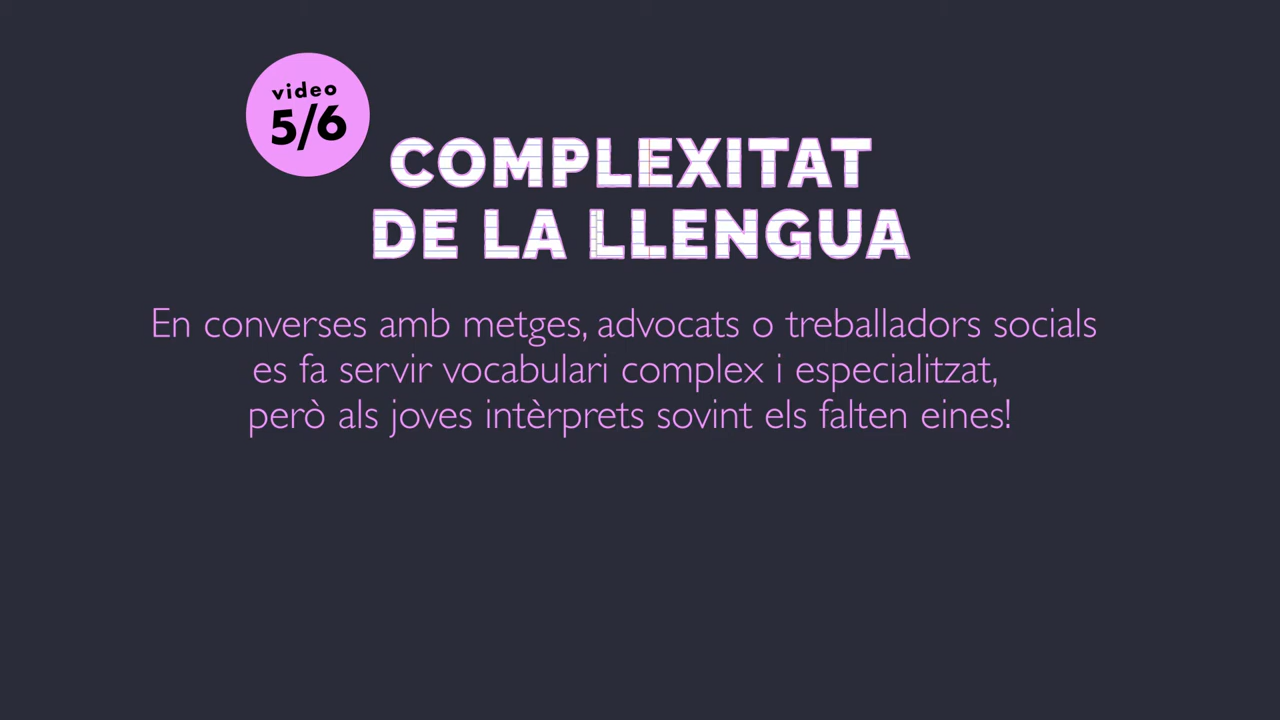 video
5/6
COMPLEXITAT
DE LA LLENGUA
En converses amb metges, advocats o treballadors socials
es fa servir vocabulari complex i especialitzat,
però als joves intèrprets sovint els falten eines!